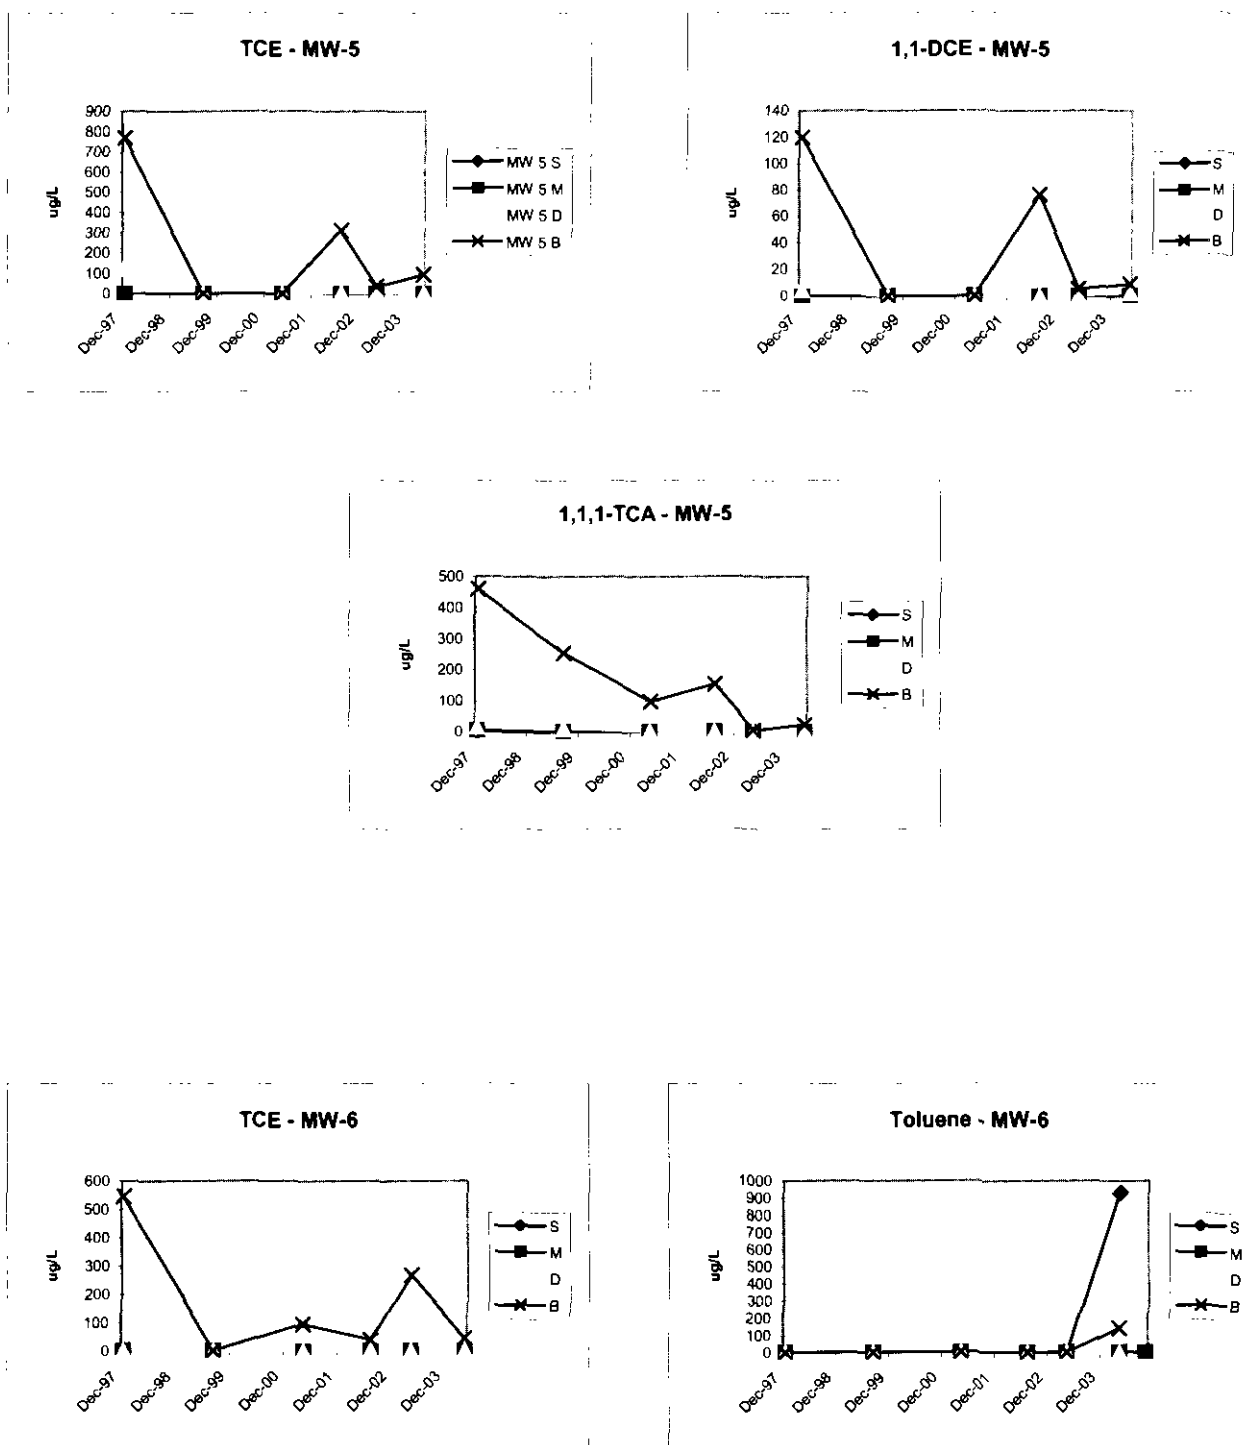 TCE - MW-5
900
800
700
600
500
400
300
200
100
0
ug/L
Dec-97
Dec-98
Dec-99
Dec-00
Dec-01
Dec-02
Dec-03
MW 5 S
MW 5 M
MW 5 D
MW 5 B
1,1-DCE - MW-5
140
120
100
80
60
40
20
0
ug/L
Dec-97
Dec-98
Dec-99
Dec-00
Dec-01
Dec-02
Dec-03
S
M
D
B
1,1,1-TCA - MW-5
500
400
300
200
100
0
ug/L
Dec-97
Dec-98
Dec-99
Dec-00
Dec-01
Dec-02
Dec-03
S
M
D
B
TCE - MW-6
600
500
400
300
200
100
0
ug/L
Dec-97
Dec-98
Dec-99
Dec-00
Dec-01
Dec-02
Dec-03
S
M
D
B
Toluene - MW-6
1000
900
800
700
600
500
400
300
200
100
0
ug/L
Dec-97
Dec-98
Dec-99
Dec-00
Dec-01
Dec-02
Dec-03
S
M
D
B